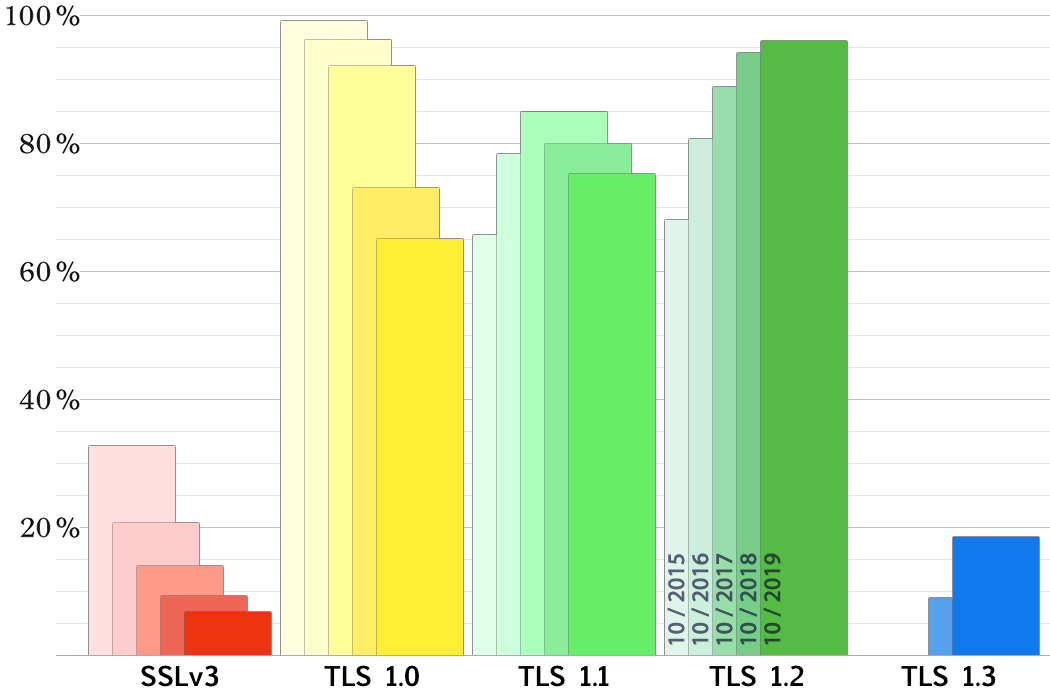 100 %
80 %
60 %
40 %
20 %
10 / 2015
10 / 2016
10 / 2017
10 / 2018
10 / 2019
SSLv3
TLS 1.0
TLS 1.1
TLS 1.2
TLS 1.3